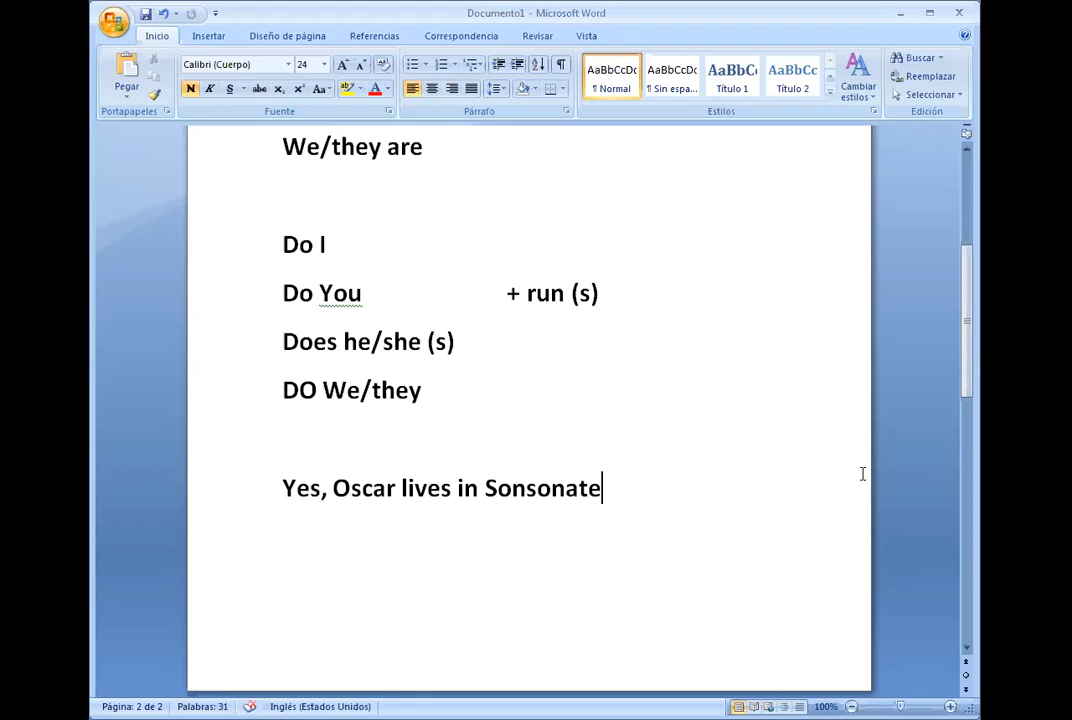 Documento1 - Microsoft Word
Inicio Insertar Diseño de página Referencias Correspondencia Revisar Vista
Pegar
Calibri (Cuerpo) 24
AaBbCcDc AaBbCcDc AaBbC AaBbCc
¶ Normal ¶ Sin espa... Título 1 Título 2
Cambiar estilos
Buscar
Reemplazar
Seleccionar
Portapapeles Fuente Párrafo Estilos Edición
We/they are
Do I
Do You + run (s)
Does he/she (s)
DO We/they
Yes, Oscar lives in Sonsonate
Página: 2 de 2 Palabras: 31 Inglés (Estados Unidos) 100%